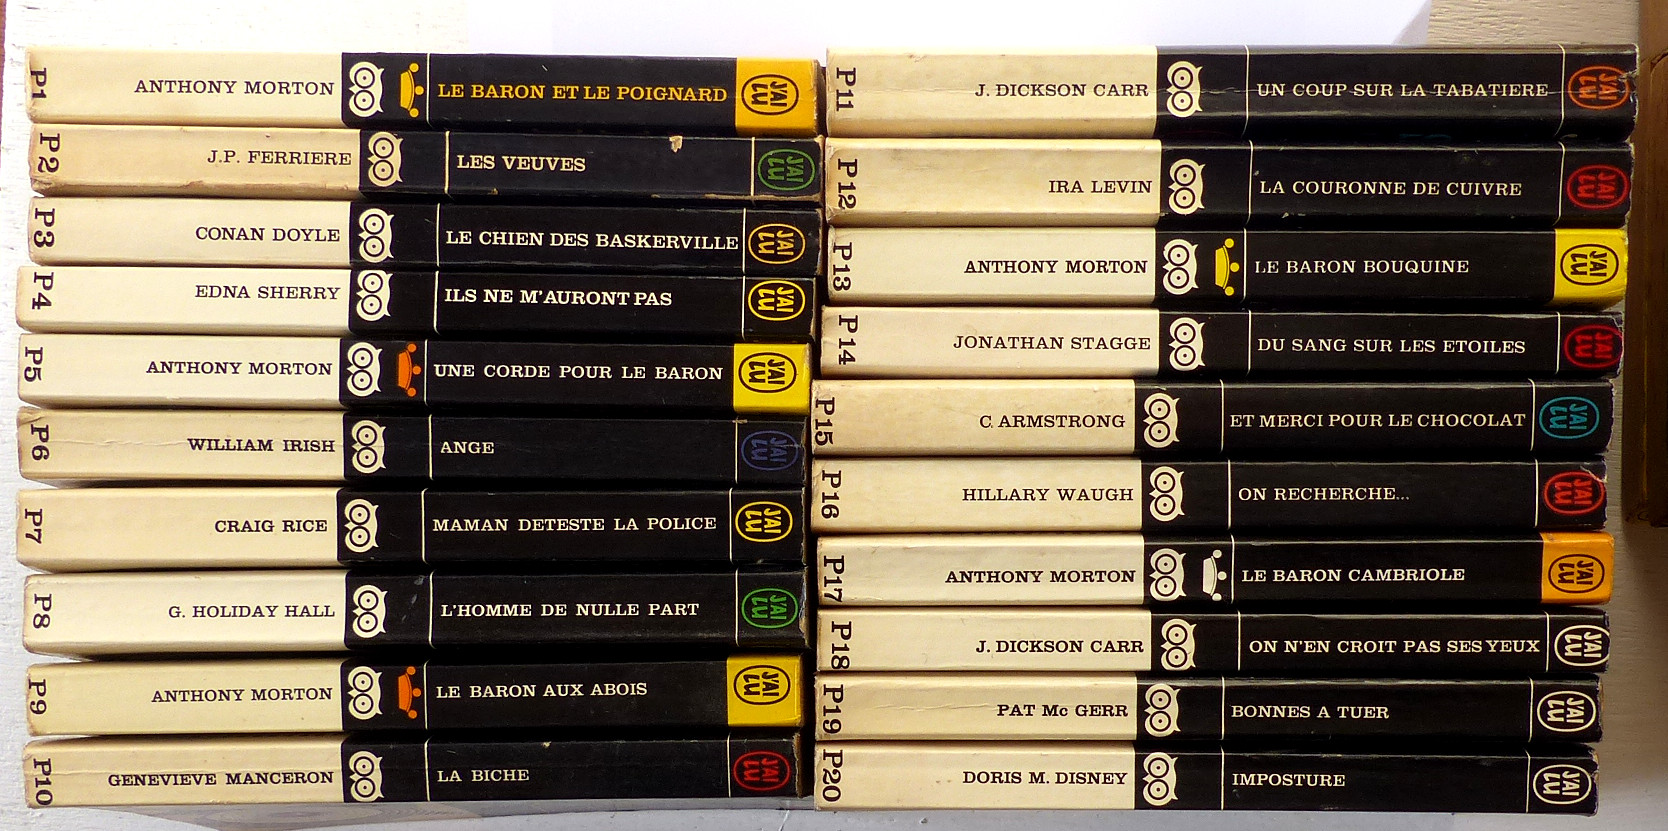 P1 ANTHONY MORTON LE BARON ET LE POIGNARD J'AI LU
P2 J.P. FERRIERE LES VEUVES J'AI LU
P3 CONAN DOYLE LE CHIEN DES BASKERVILLE J'AI LU
P4 EDNA SHERRY ILS NE M'AURONT PAS J'AI LU
P5 ANTHONY MORTON UNE CORDE POUR LE BARON J'AI LU
P6 WILLIAM IRISH ANGE J'AI LU
P7 CRAIG RICE MAMAN DETESTE LA POLICE J'AI LU
P8 G. HOLIDAY HALL L'HOMME DE NULLE PART J'AI LU
P9 ANTHONY MORTON LE BARON AUX ABOIS J'AI LU
P10 GENEVIEVE MANCERON LA BICHE J'AI LU
P11 J. DICKSON CARR UN COUP SUR LA TABATIERE J'AI LU
P12 IRA LEVIN LA COURONNE DE CUIVRE J'AI LU
P13 ANTHONY MORTON LE BARON BOUQUINE J'AI LU
P14 JONATHAN STAGGE DU SANG SUR LES ETOILES J'AI LU
P15 C. ARMSTRONG ET MERCI POUR LE CHOCOLAT J'AI LU
P16 HILLARY WAUGH ON RECHERCHE... J'AI LU
P17 ANTHONY MORTON LE BARON CAMBRIOLE J'AI LU
P18 J. DICKSON CARR ON N'EN CROIT PAS SES YEUX J'AI LU
P19 PAT Mc GERR BONNES A TUER J'AI LU
P20 DORIS M. DISNEY IMPOSTURE J'AI LU